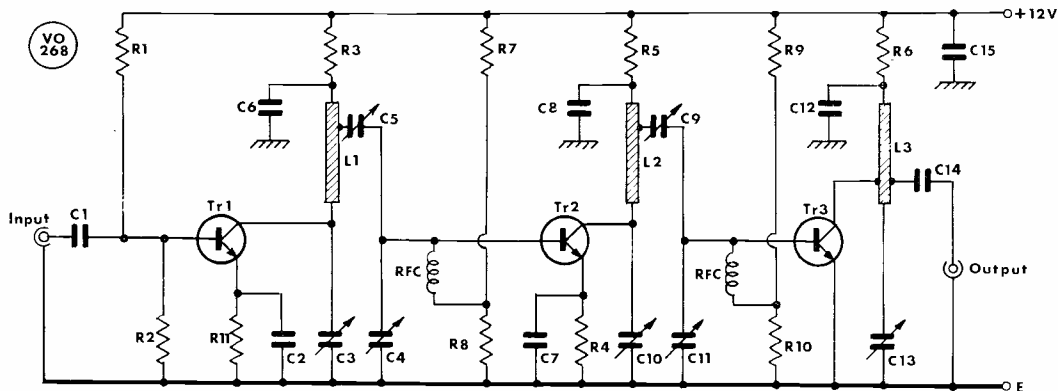 VO
268
+12V
R1
R3
R7
R5
R9
R6
C15
C6
C5
C8
C9
C12
L1
L2
L3
C14
Input
C1
Tr1
Tr2
Tr3
RFC
RFC
Output
R2
R11
C2
C3
C4
R8
C7
R4
C10
C11
R10
C13
E